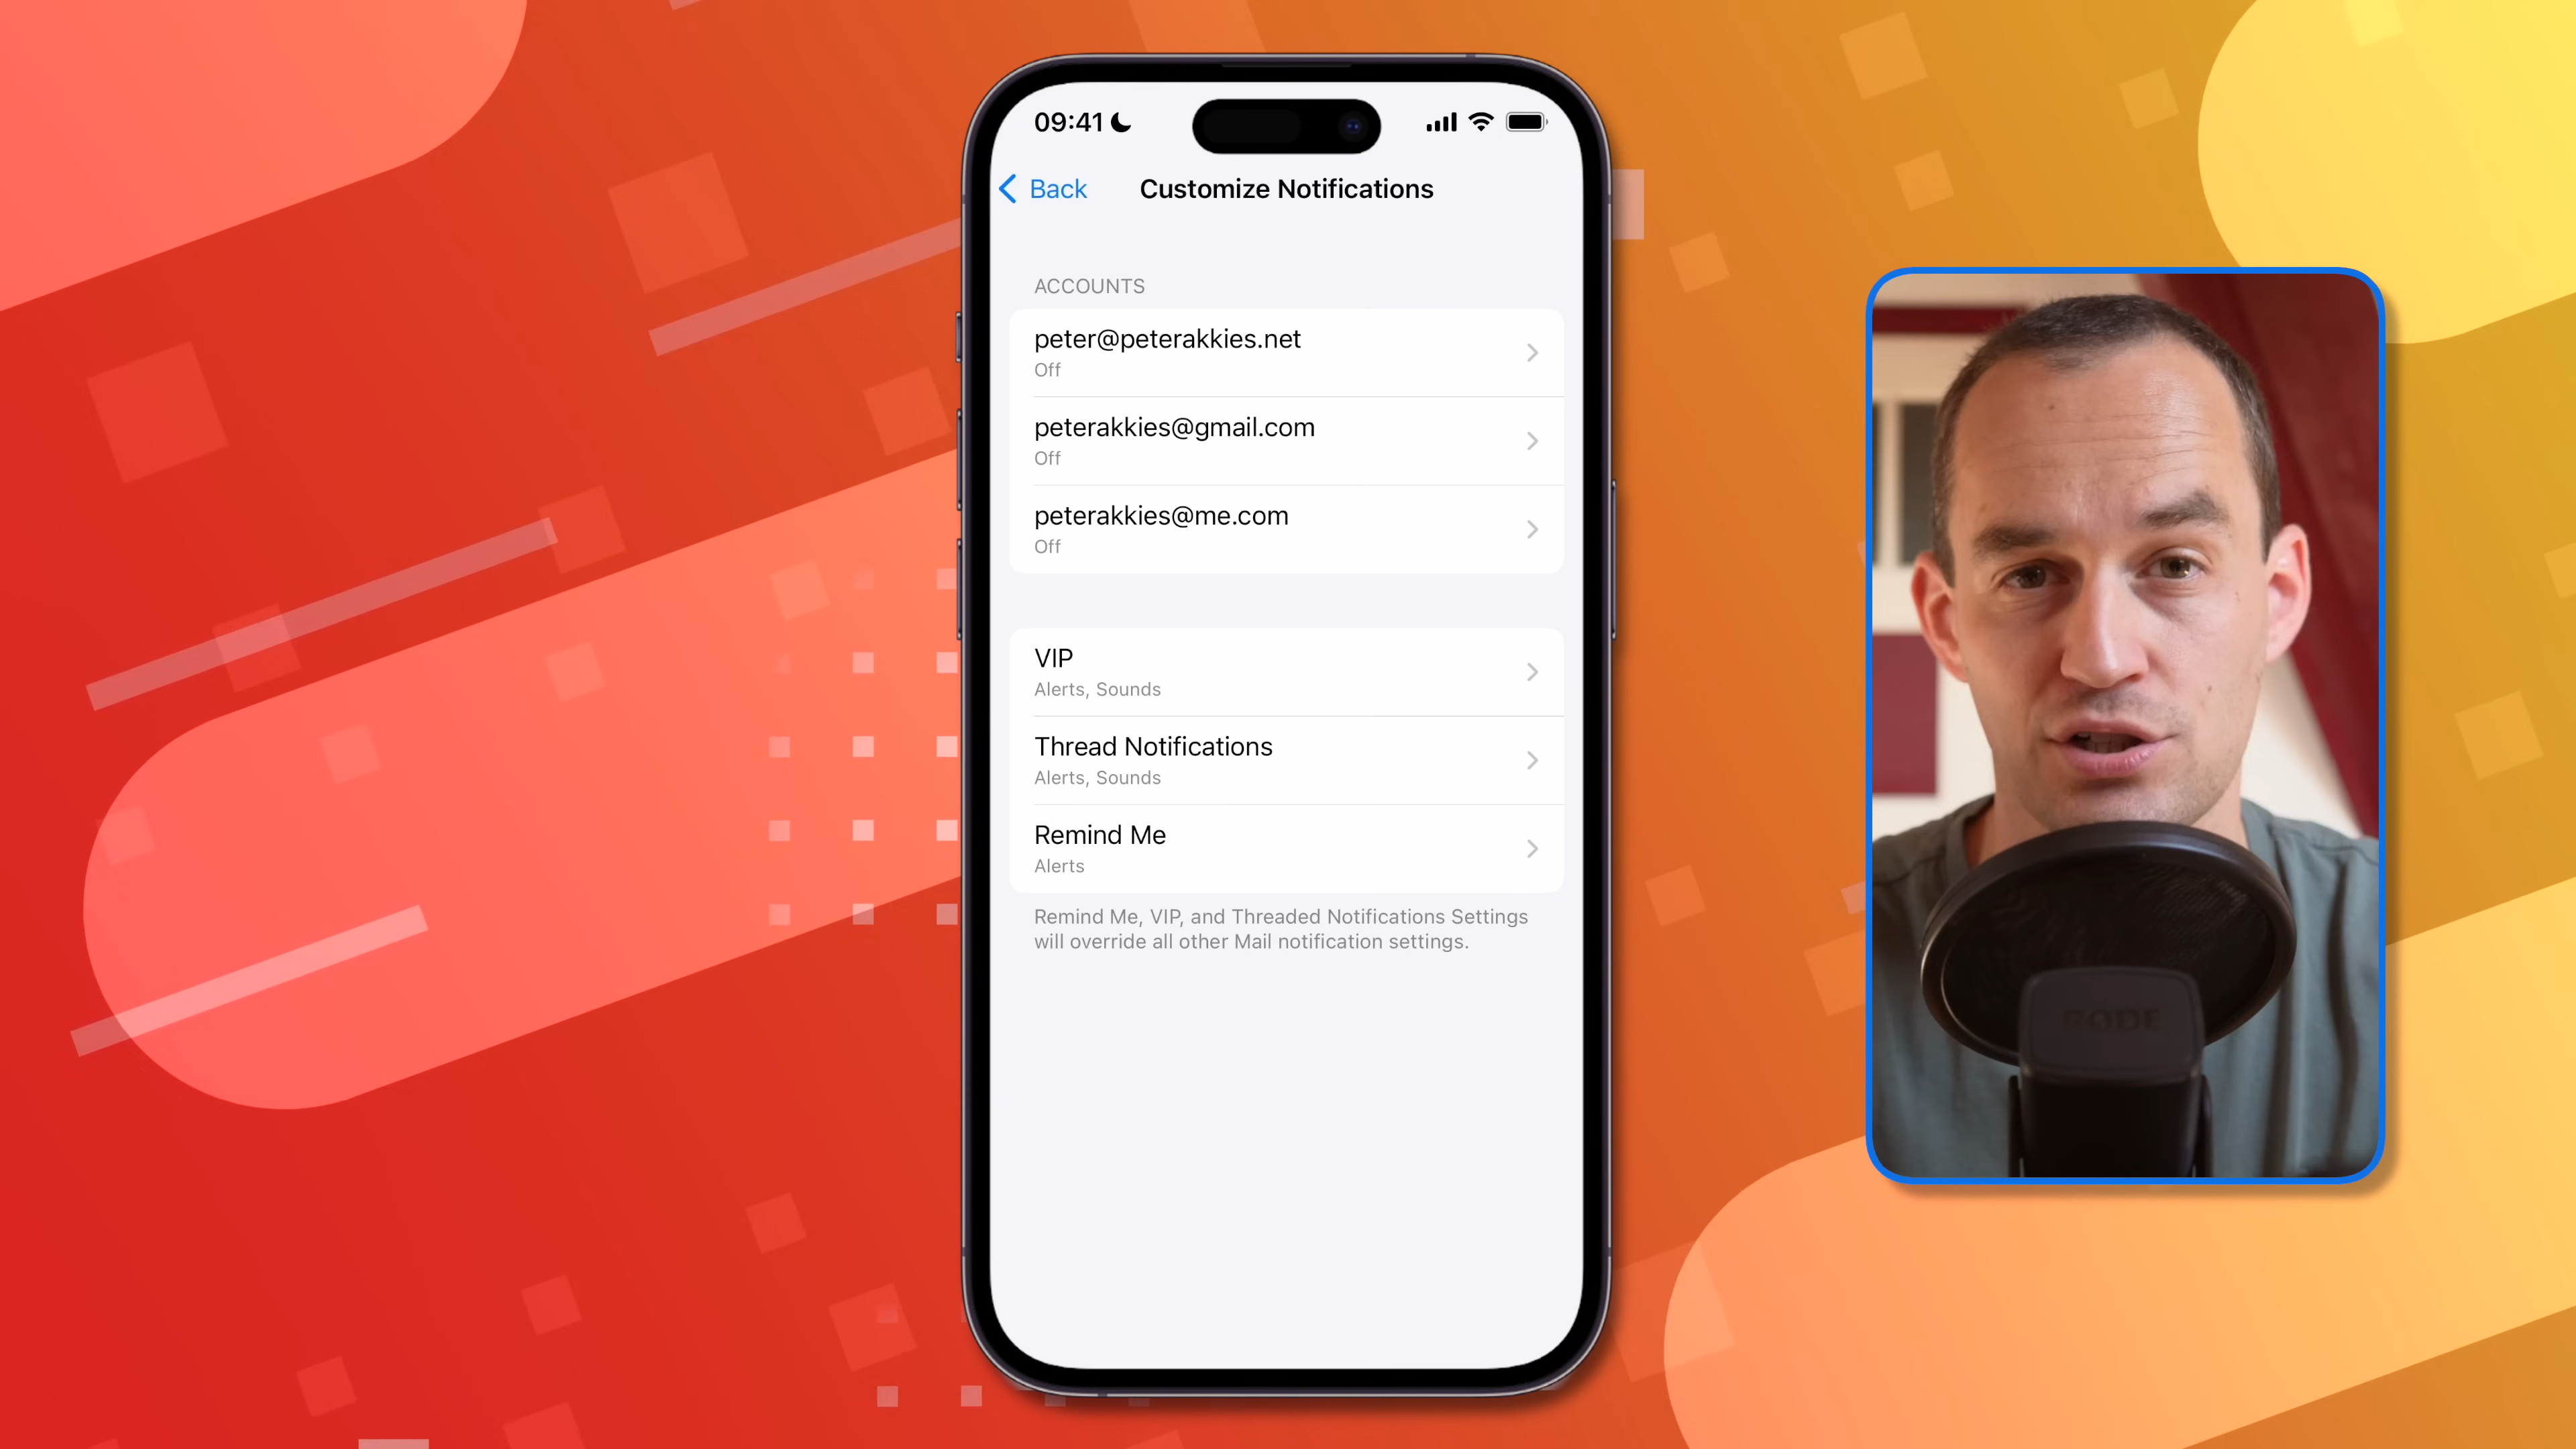 09:41
Back
Customize Notifications
ACCOUNTS
peter@peterakkies.net
Off
peterakkies@gmail.com
Off
peterakkies@me.com
Off
VIP
Alerts, Sounds
Thread Notifications
Alerts, Sounds
Remind Me
Alerts
Remind Me, VIP, and Threaded Notifications Settings
will override all other Mail notification settings.
RODE